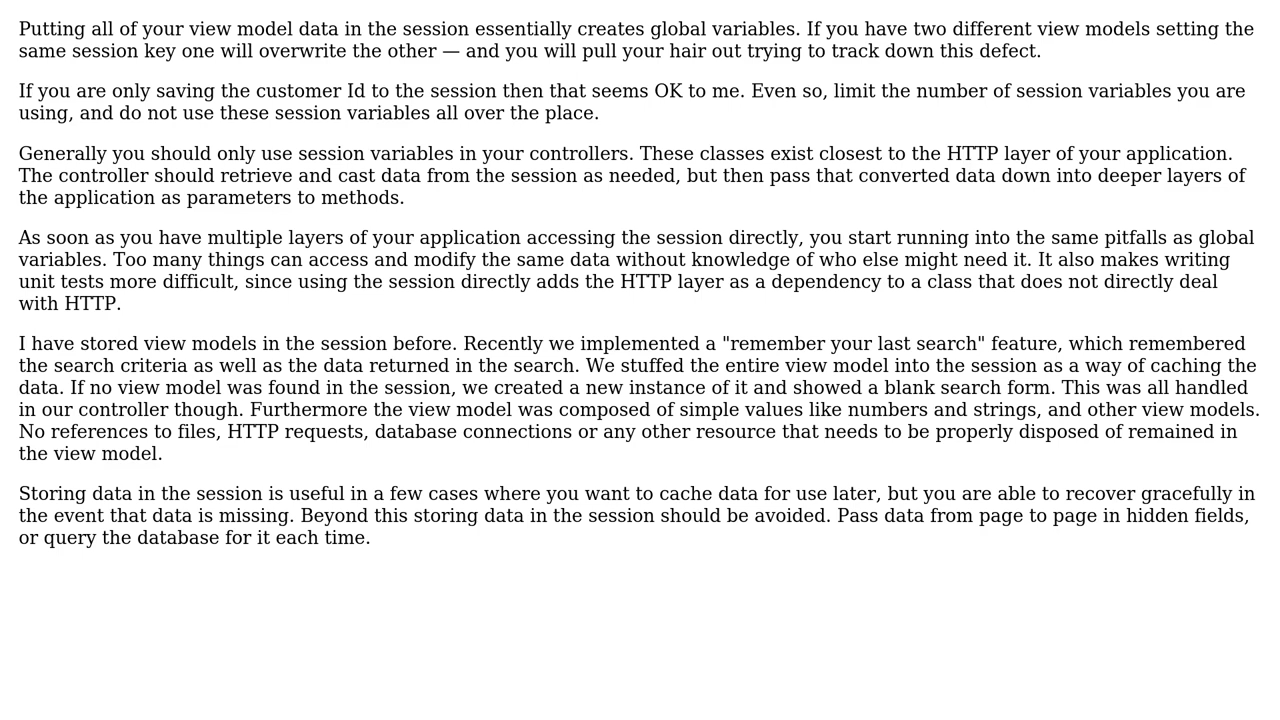 Putting all of your view model data in the session essentially creates global variables. If you have two different view models setting the
same session key one will overwrite the other — and you will pull your hair out trying to track down this defect.
If you are only saving the customer Id to the session then that seems OK to me. Even so, limit the number of session variables you are
using, and do not use these session variables all over the place.
Generally you should only use session variables in your controllers. These classes exist closest to the HTTP layer of your application.
The controller should retrieve and cast data from the session as needed, but then pass that converted data down into deeper layers of
the application as parameters to methods.
As soon as you have multiple layers of your application accessing the session directly, you start running into the same pitfalls as global
variables. Too many things can access and modify the same data without knowledge of who else might need it. It also makes writing
unit tests more difficult, since using the session directly adds the HTTP layer as a dependency to a class that does not directly deal
with HTTP.
I have stored view models in the session before. Recently we implemented a "remember your last search" feature, which remembered
the search criteria as well as the data returned in the search. We stuffed the entire view model into the session as a way of caching the
data. If no view model was found in the session, we created a new instance of it and showed a blank search form. This was all handled
in our controller though. Furthermore the view model was composed of simple values like numbers and strings, and other view models.
No references to files, HTTP requests, database connections or any other resource that needs to be properly disposed of remained in
the view model.
Storing data in the session is useful in a few cases where you want to cache data for use later, but you are able to recover gracefully in
the event that data is missing. Beyond this storing data in the session should be avoided. Pass data from page to page in hidden fields,
or query the database for it each time.